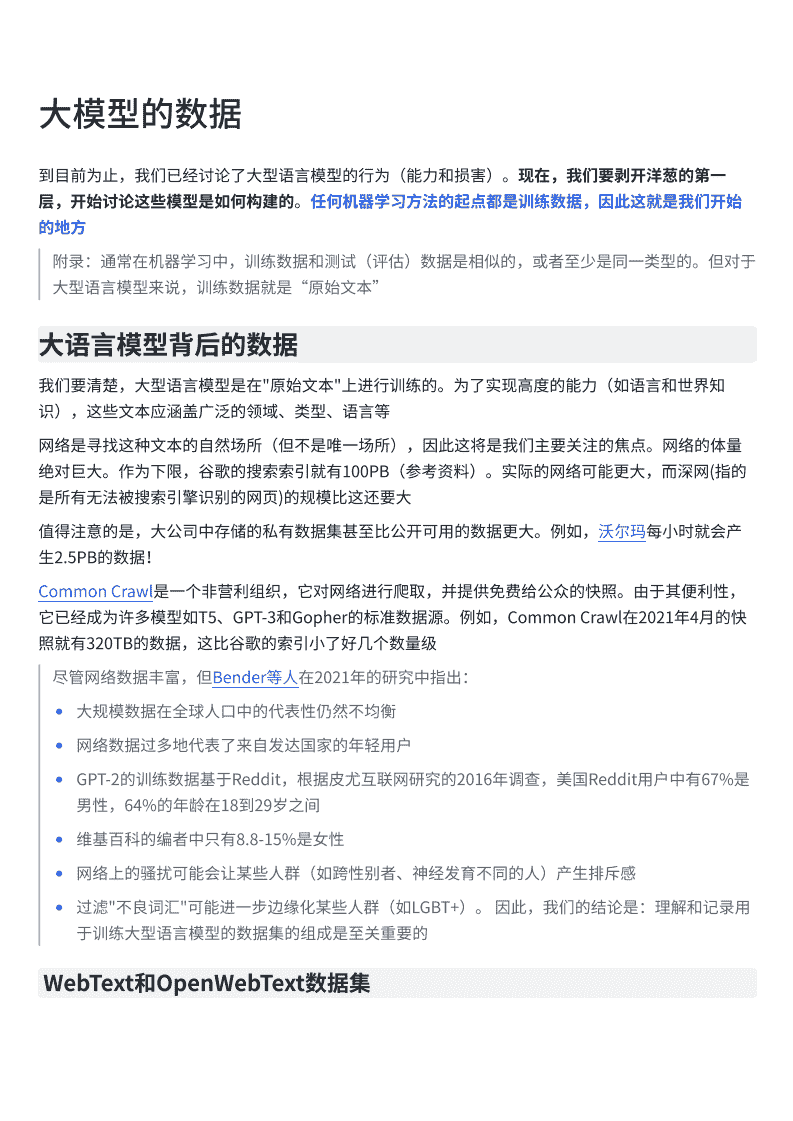 大模型的数据
到目前为止，我们已经讨论了大型语言模型的行为（能力和损害）。现在，我们要剥开洋葱的第一
层，开始讨论这些模型是如何构建的。任何机器学习方法的起点都是训练数据，因此这就是我们开始
的地方
附录：通常在机器学习中，训练数据和测试（评估）数据是相似的，或者至少是同一类型的。但对于
大型语言模型来说，训练数据就是“原始文本”
大语言模型背后的数据
我们要清楚，大型语言模型是在"原始文本"上进行训练的。为了实现高度的能力（如语言和世界知
识），这些文本应涵盖广泛的领域、类型、语言等
网络是寻找这种文本的自然场所（但不是唯一场所），因此这将是我们主要关注的焦点。网络的体量
绝对巨大。作为下限，谷歌的搜索索引就有100PB（参考资料）。实际的网络可能更大，而深网(指的
是所有无法被搜索引擎识别的网页)的规模比这还要大
值得注意的是，大公司中存储的私有数据集甚至比公开可用的数据更大。例如，沃尔玛每小时就会产
生2.5PB的数据！
Common Crawl是一个非营利组织，它对网络进行爬取，并提供免费给公众的快照。由于其便利性，
它已经成为许多模型如T5、GPT-3和Gopher的标准数据源。例如，Common Crawl在2021年4月的快
照就有320TB的数据，这比谷歌的索引小了好几个数量级
尽管网络数据丰富，但Bender等人在2021年的研究中指出：
• 大规模数据在全球人口中的代表性仍然不均衡
• 网络数据过多地代表了来自发达国家的年轻用户
• GPT-2的训练数据基于Reddit，根据皮尤互联网研究的2016年调查，美国Reddit用户中有67%是
男性，64%的年龄在18到29岁之间
• 维基百科的编者中只有8.8-15%是女性
• 网络上的骚扰可能会让某些人群（如跨性别者、神经发育不同的人）产生排斥感
• 过滤"不良词汇"可能进一步边缘化某些人群（如LGBT+）。 因此，我们的结论是：理解和记录用
于训练大型语言模型的数据集的组成是至关重要的
WebText和OpenWebText数据集